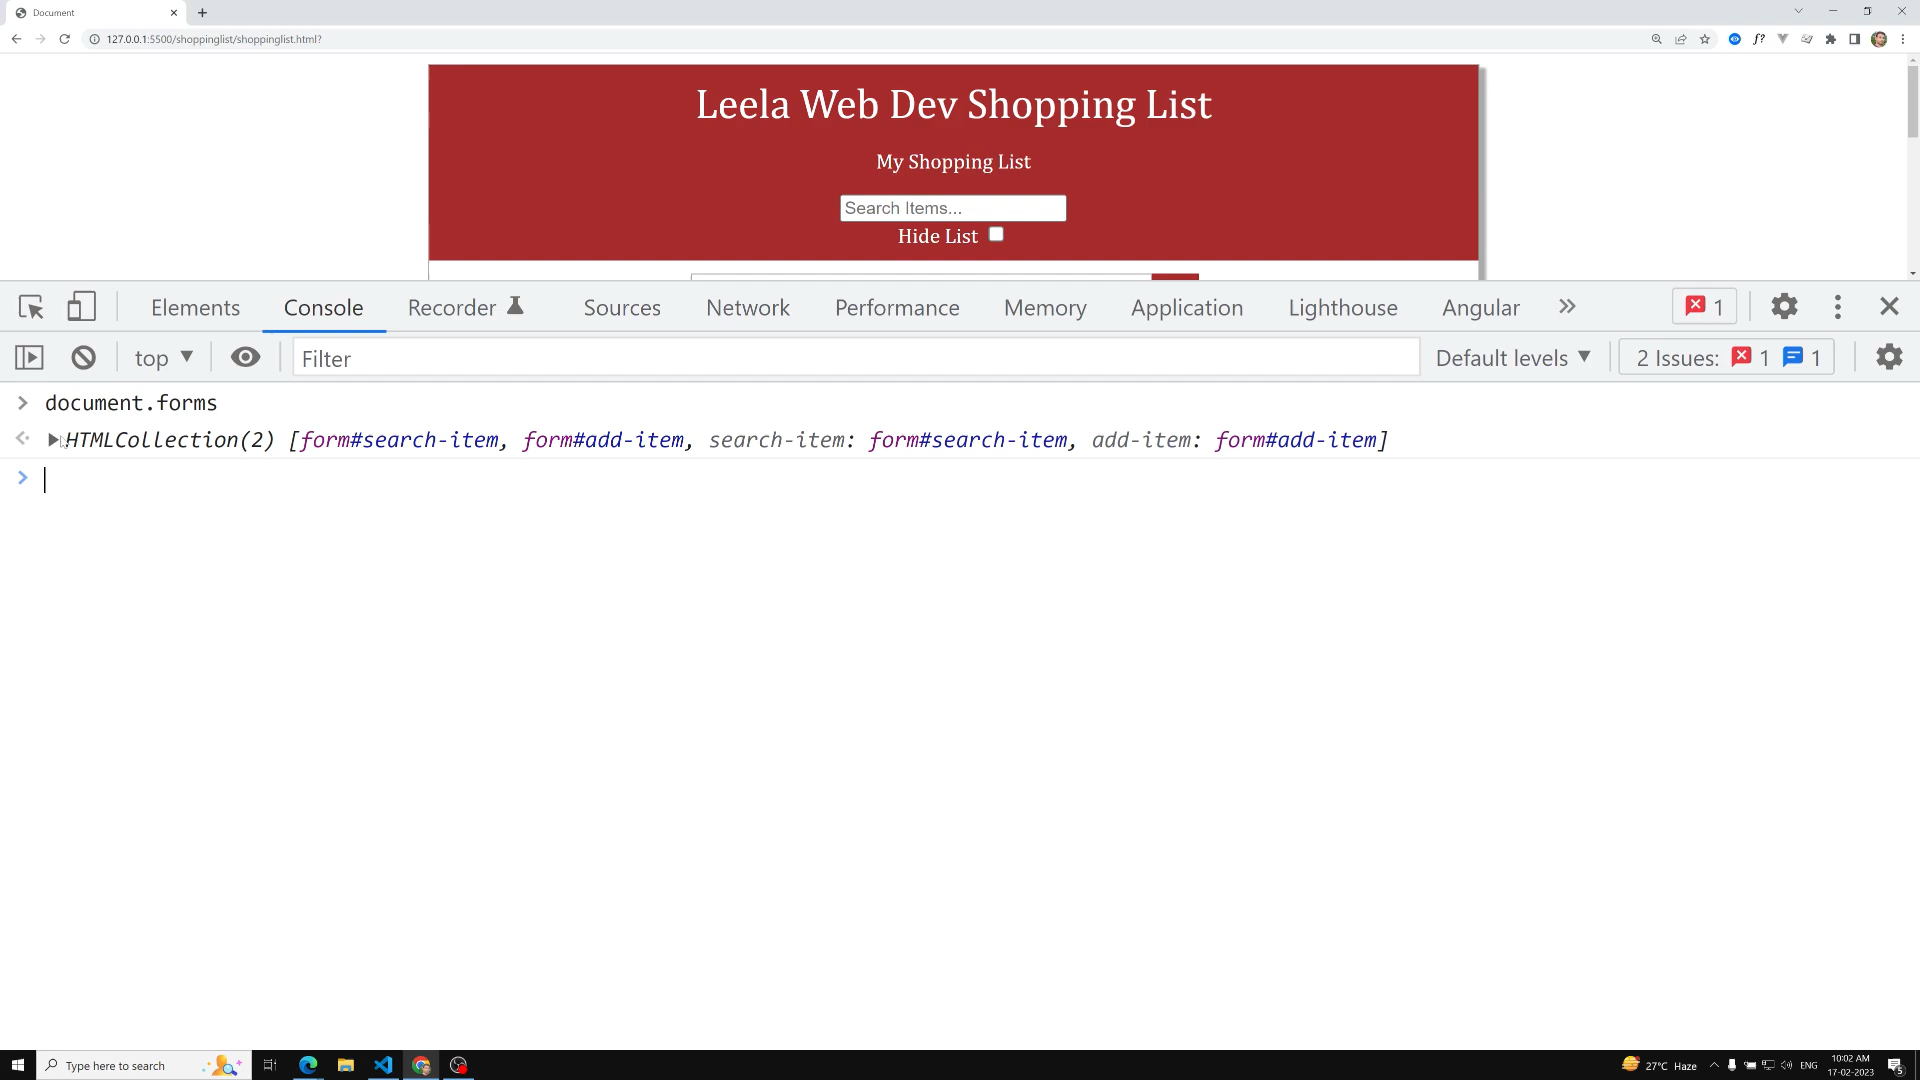 Document
127.0.0.1:5500/shoppinglist/shoppinglist.html?
f?
Leela Web Dev Shopping List
My Shopping List
Search Items...
Hide List
Elements Console Recorder Sources Network Performance Memory Application Lighthouse Angular 1
top Filter Default levels 2 Issues: 1 1
document.forms
HTMLCollection(2) [form#search-item, form#add-item, search-item: form#search-item, add-item: form#add-item]
Type here to search
27°C Haze
ENG
10:02 AM
17-02-2023
5